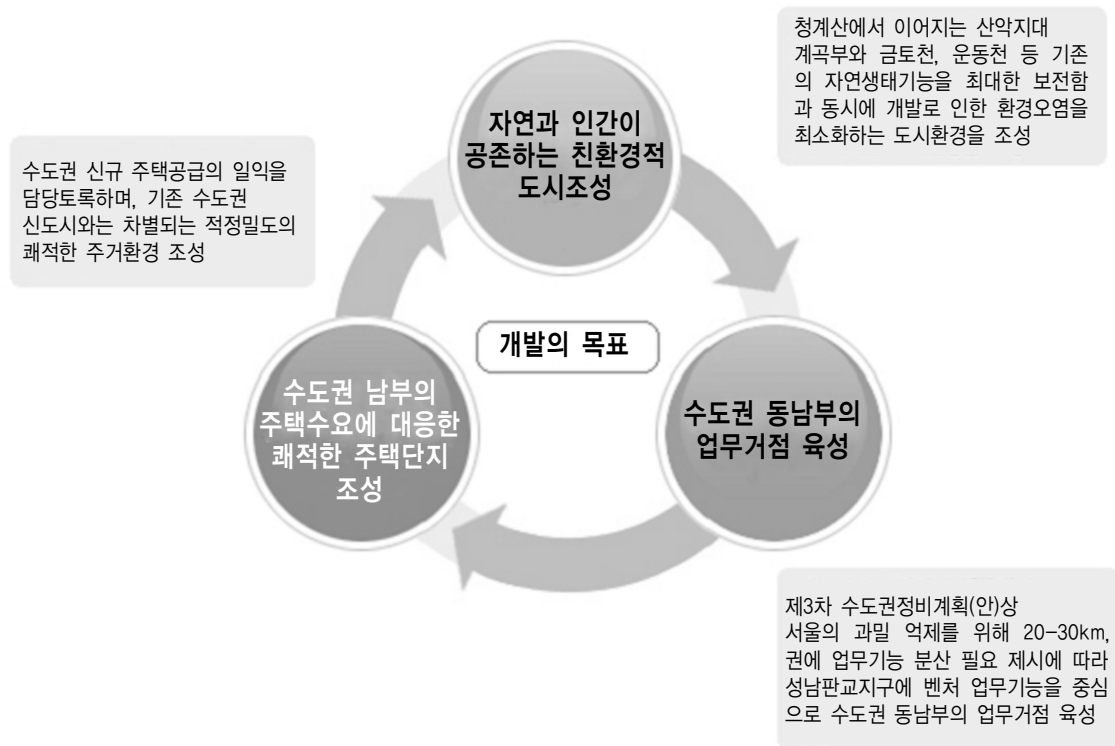 청계산에서 이어지는 산악지대
계곡부와 금토천, 운동천 등 기존
의 자연생태기능을 최대한 보전함
과 동시에 개발로 인한 환경오염을
최소화하는 도시환경을 조성
자연과 인간이
공존하는 친환경적
도시조성
수도권 신규 주택공급의 일익을
담당토록하며, 기존 수도권
신도시와는 차별되는 적정밀도의
쾌적한 주거환경 조성
개발의 목표
수도권 남부의
주택수요에 대응한
쾌적한 주택단지
조성
수도권 동남부의
업무거점 육성
제3차 수도권정비계획(안)상
서울의 과밀 억제를 위해 20-30km,
권에 업무기능 분산 필요 제시에 따라
성남판교지구에 벤처 업무기능을 중심
으로 수도권 동남부의 업무거점 육성